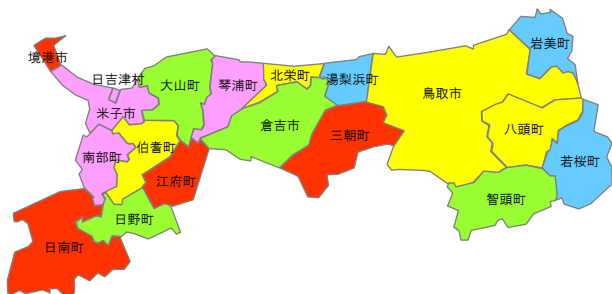 境港市
日吉津村
米子市
大山町
琴浦町
北栄町
湯梨浜町
岩美町
鳥取市
八頭町
若桜町
智頭町
三朝町
倉吉市
伯耆町
南部町
江府町
日野町
日南町